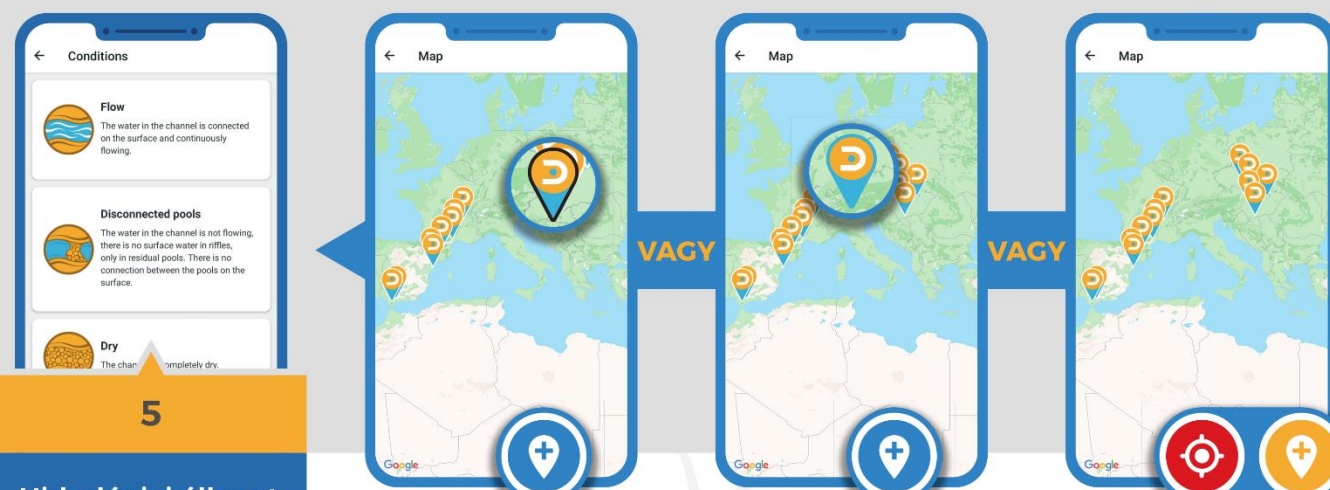 Conditions
Flow
The water in the channel is connected
on the surface and continuously
flowing.
Disconnected pools
The water in the channel is not flowing,
there is no surface water in riffles,
only in residual pools. There is no
connection between the pools on the
surface.
Dry
The completely dry.
5
Map
Google
VAGY
Map
Google
VAGY
Map
Google